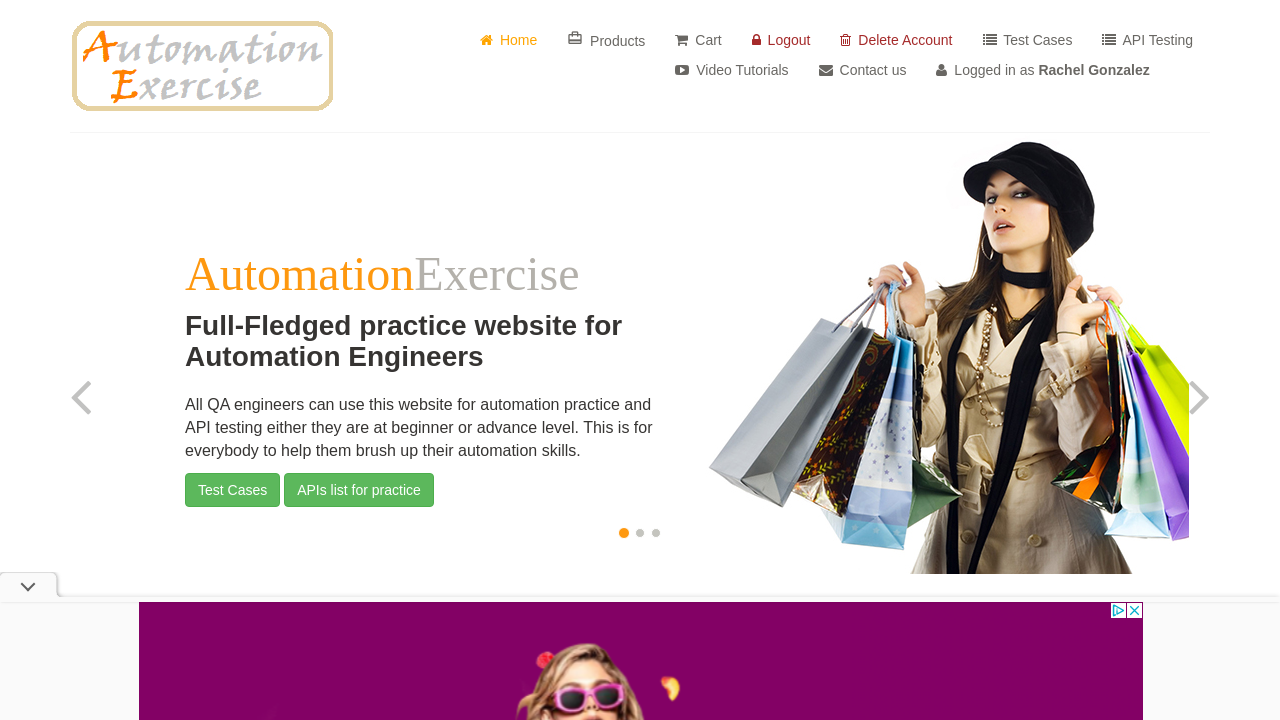 Automation
Exercise
Home
Products
Cart
Logout
Delete Account
Test Cases
API Testing
Video Tutorials
Contact us
Logged in as Rachel Gonzalez
AutomationExercise
Full-Fledged practice website for
Automation Engineers
All QA engineers can use this website for automation practice and
API testing either they are at beginner or advance level. This is for
everybody to help them brush up their automation skills.
Test Cases
APIs list for practice